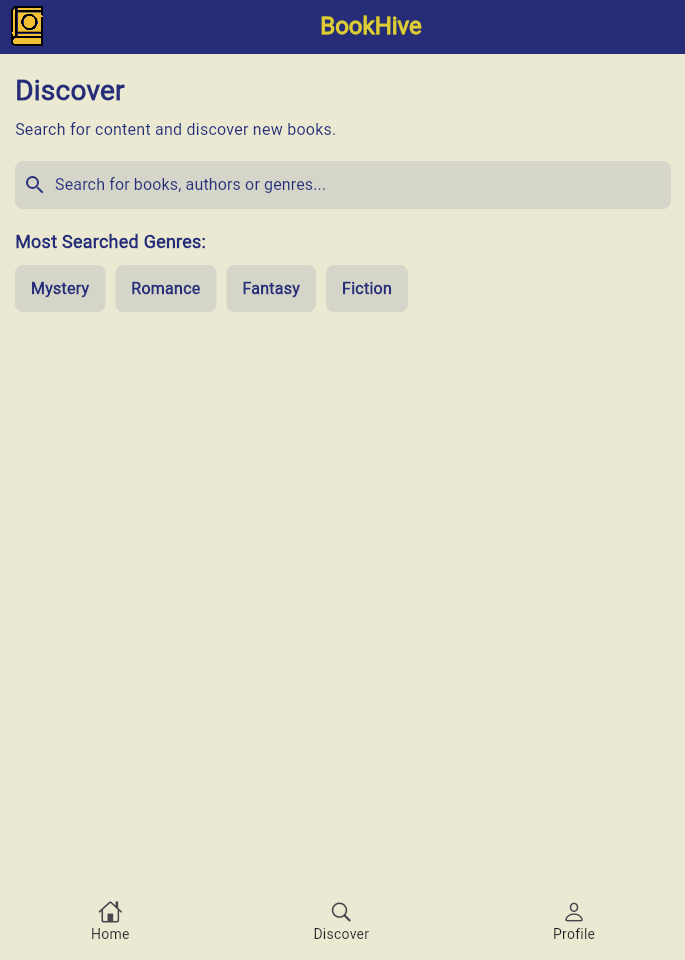 BookHive
Discover
Search for content and discover new books.
Search for books, authors or genres...
Most Searched Genres:
Mystery Romance Fantasy Fiction
Home Discover Profile